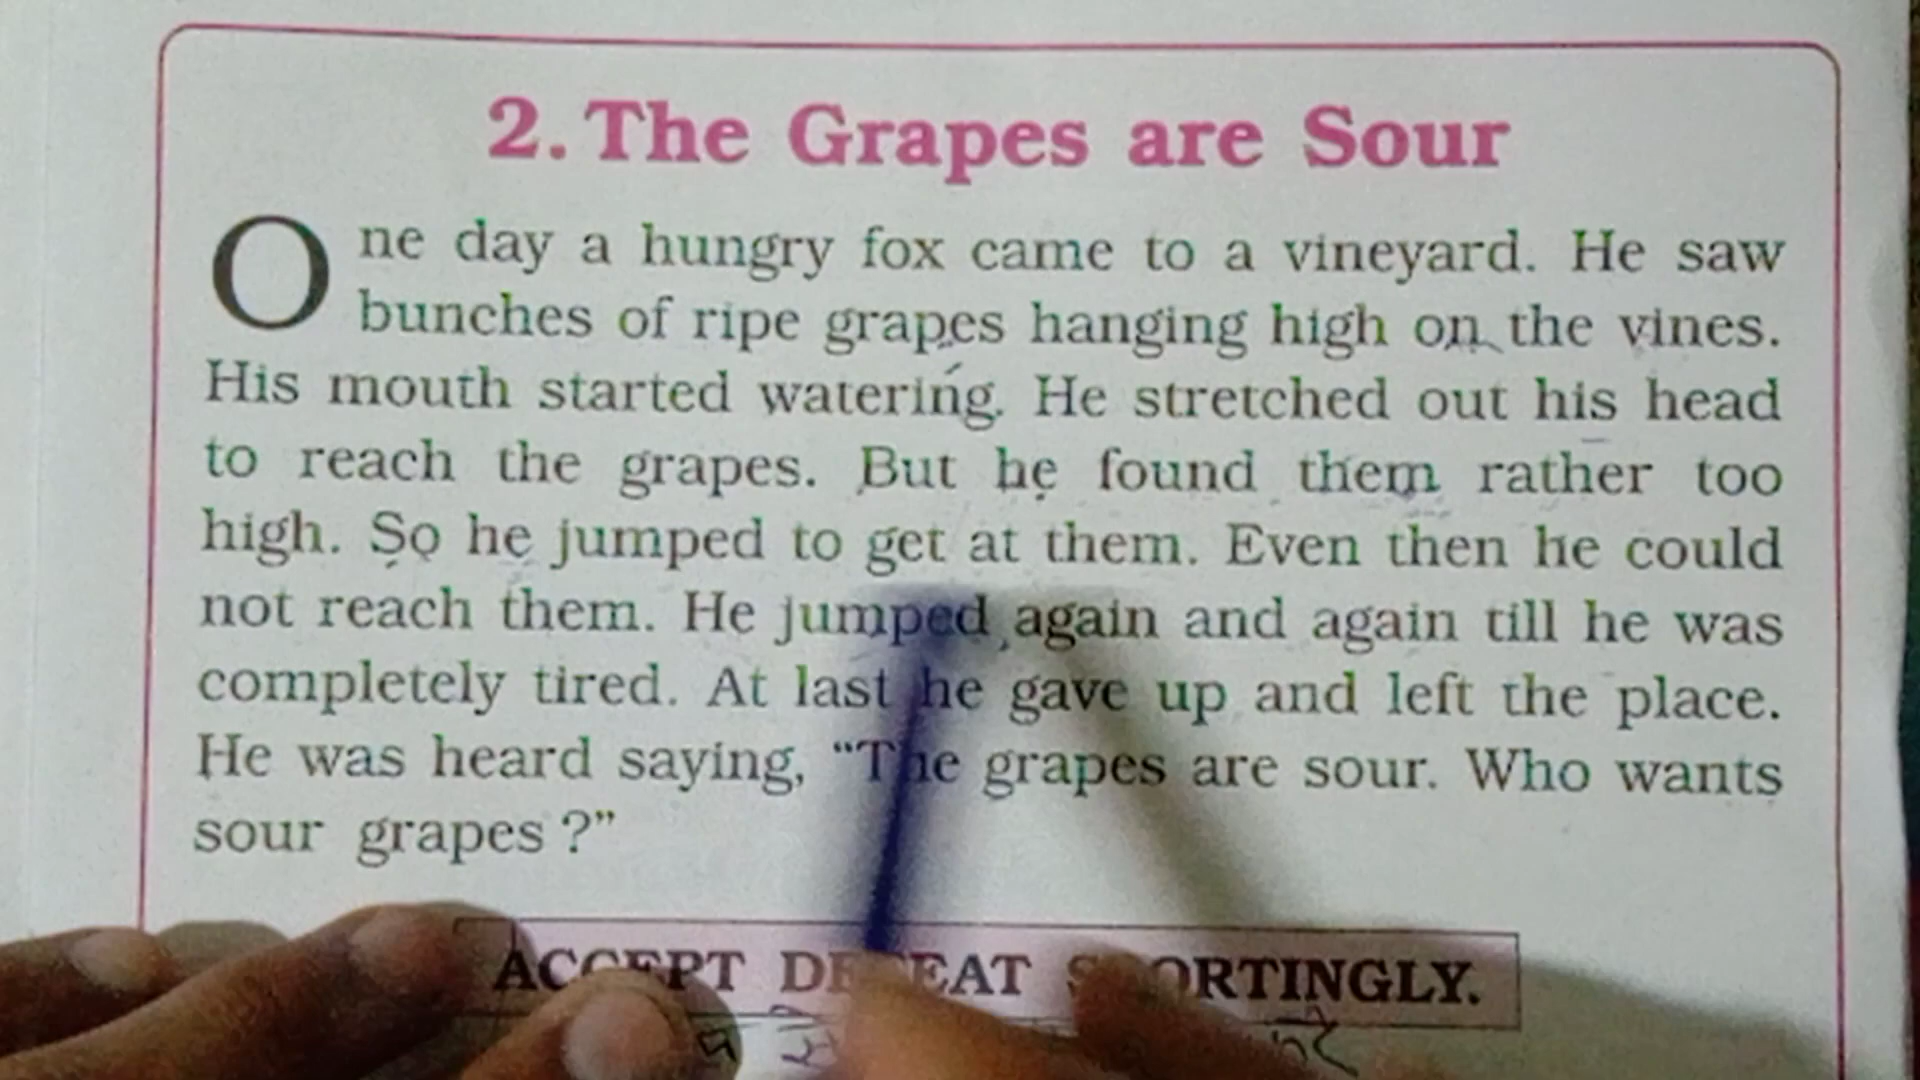 2. The Grapes are Sour
One day a hungry fox came to a vineyard. He saw
bunches of ripe grapes hanging high on the vines.
His mouth started watering. He stretched out his head
to reach the grapes. But he found them rather too
high. So he jumped to get at them. Even then he could
not reach them. He jumped again and again till he was
completely tired. At last he gave up and left the place.
He was heard saying, “The grapes are sour. Who wants
sour grapes ?”
ACCEPT DEFEAT SPORTINGLY.